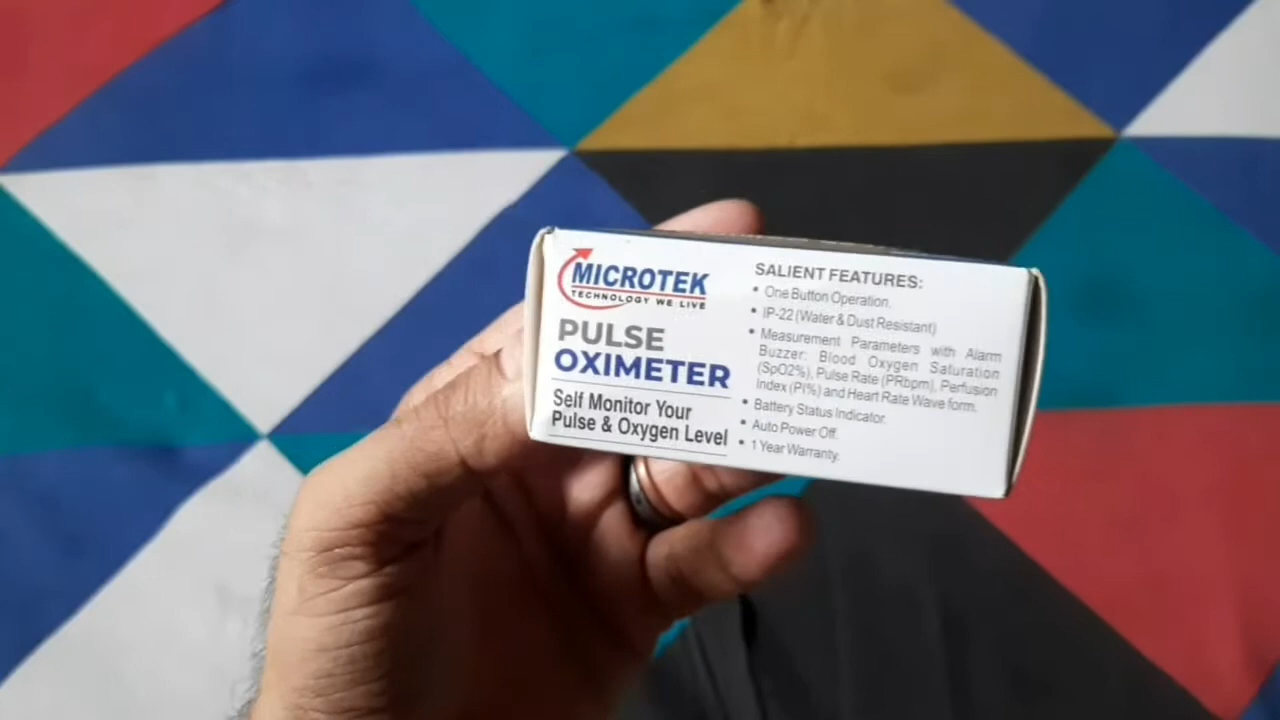 MICROTEK
TECHNOLOGY WE LIVE
PULSE
OXIMETER
Self Monitor Your
Pulse & Oxygen Level
SALIENT FEATURES:
• One Button Operation.
• IP-22 (Water & Dust Resistant)
• Measurement Parameters with Alarm
Buzzer: Blood Oxygen Saturation
(SpO2%), Pulse Rate (PRbpm), Perfusion
Index (PI%) and Heart Rate Wave form.
• Battery Status Indicator.
• Auto Power Off.
• 1 Year Warranty.